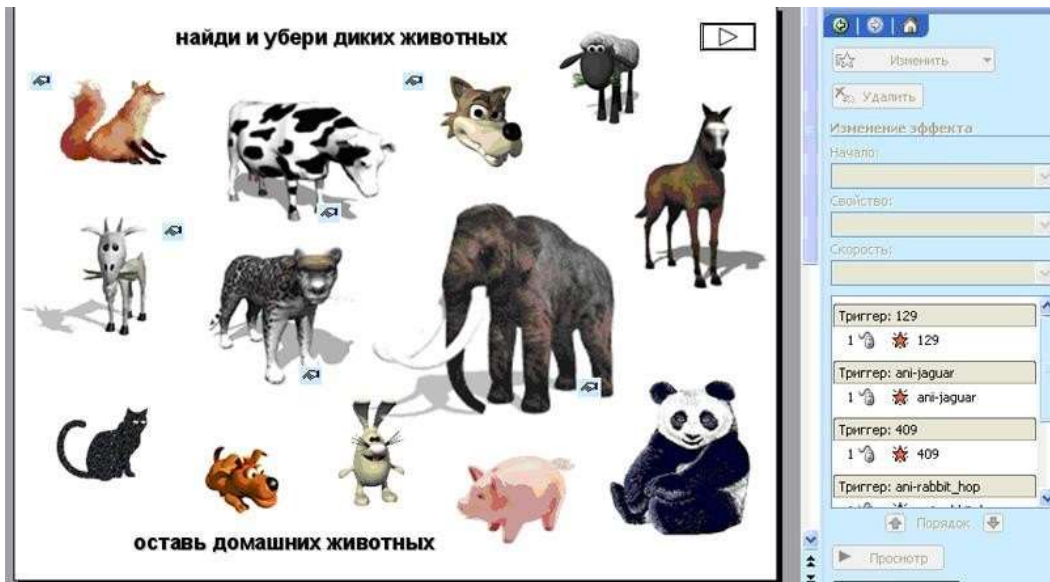 найди и убери диких животных
оставь домашних животных
Изменить
Удалить
Изменение эффекта
Начало:
Свойство:
Скорость:
Триггер: 129
1 129
Триггер: ani-jaguar
1 ani-jaguar
Триггер: 409
1 409
Триггер: ani-rabbit_hop
Порядок
Просмотр